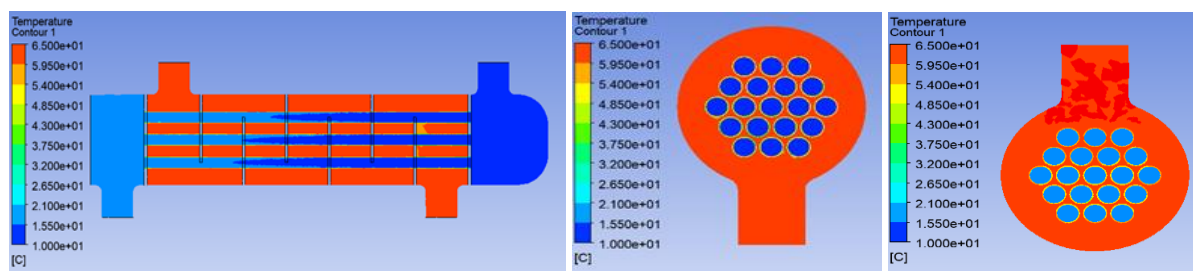 Temperature
Contour 1
6.500e+01
5.950e+01
5.400e+01
4.850e+01
4.300e+01
3.750e+01
3.200e+01
2.650e+01
2.100e+01
1.550e+01
1.000e+01
[C]
Temperature
Contour 1
6.500e+01
5.950e+01
5.400e+01
4.850e+01
4.300e+01
3.750e+01
3.200e+01
2.650e+01
2.100e+01
1.550e+01
1.000e+01
[C]
Temperature
Contour 1
6.500e+01
5.950e+01
5.400e+01
4.850e+01
4.300e+01
3.750e+01
3.200e+01
2.650e+01
2.100e+01
1.550e+01
1.000e+01
[C]